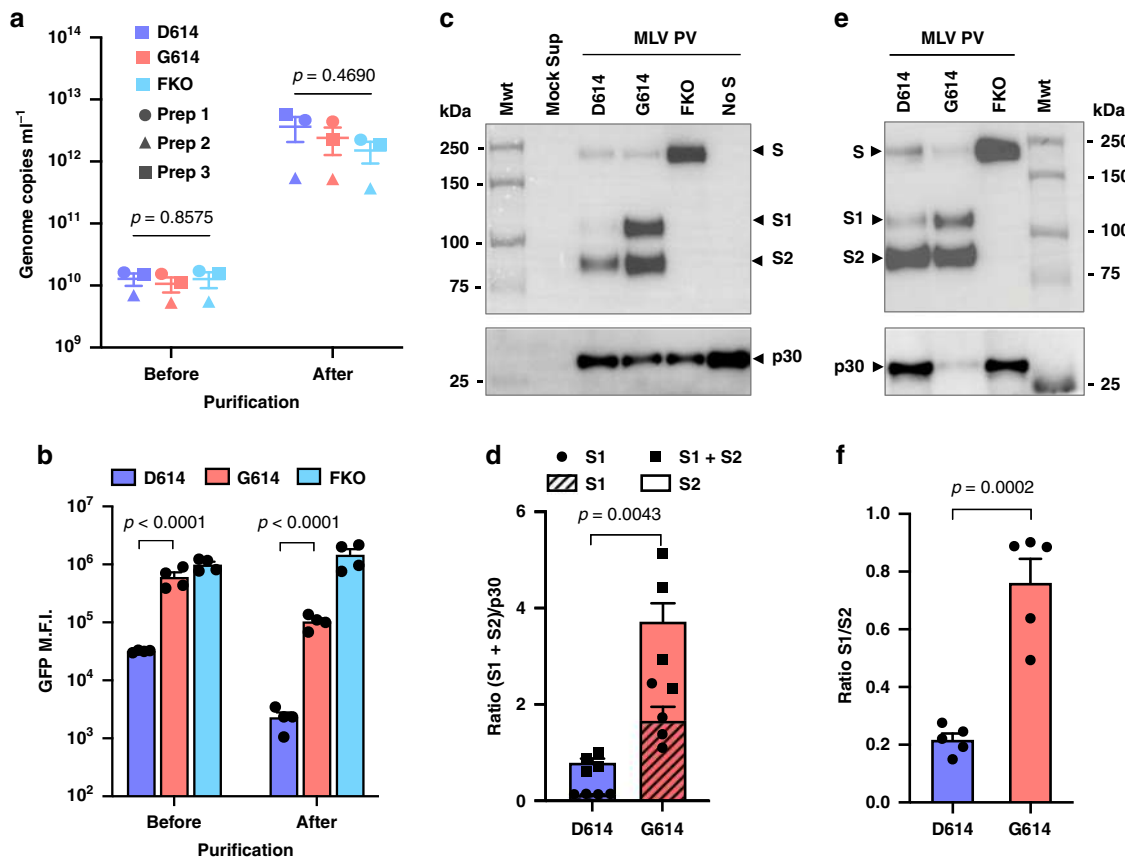 a
10¹⁴
10¹³
10¹²
10¹¹
10¹⁰
10⁹
Genome copies ml⁻¹
D614
G614
FKO
Prep 1
Prep 2
Prep 3
p = 0.8575
p = 0.4690
Before
After
Purification
b
D614
G614
FKO
10⁷
10⁶
10⁵
10⁴
10³
10²
GFP M.F.I.
p < 0.0001
p < 0.0001
Before
After
Purification
c
MLV PV
Mwt
Mock Sup
D614
G614
FKO
No S
kDa
250
150
100
75
25
S
S1
S2
p30
d
S1
S1 + S2
S1
S2
6
4
2
0
Ratio (S1 + S2)/p30
p = 0.0043
D614
G614
e
MLV PV
D614
G614
FKO
Mwt
kDa
S
S1
S2
p30
250
150
100
75
25
f
1.0
0.8
0.6
0.4
0.2
0.0
Ratio S1/S2
p = 0.0002
D614
G614